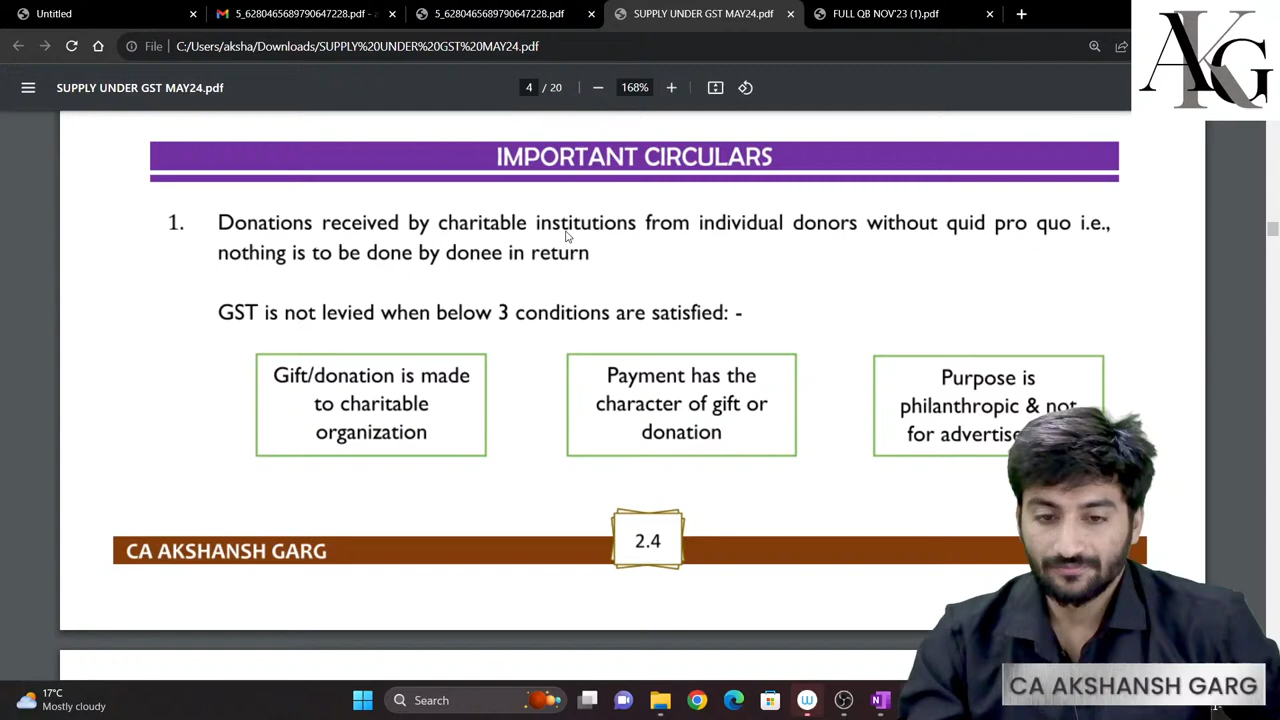 Untitled
5_6280465689790647228.pdf - a
5_6280465689790647228.pdf
SUPPLY UNDER GST MAY24.pdf
FULL QB NOV'23 (1).pdf
File
C:/Users/aksha/Downloads/SUPPLY%20UNDER%20GST%20MAY24.pdf
AKG
SUPPLY UNDER GST MAY24.pdf
4 / 20
168%
IMPORTANT CIRCULARS
1. Donations received by charitable institutions from individual donors without quid pro quo i.e.,
nothing is to be done by donee in return
GST is not levied when below 3 conditions are satisfied: -
Gift/donation is made
to charitable
organization
Payment has the
character of gift or
donation
Purpose is
philanthropic & not
for advertise
CA AKSHANSH GARG
2.4
CA AKSHANSH GARG
17°C
Mostly cloudy
Search